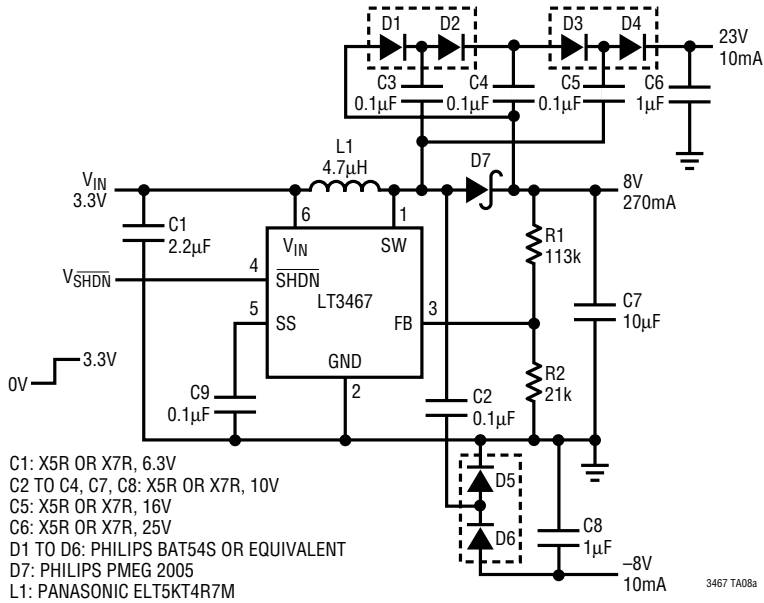 D1 D2 D3 D4
23V
10mA
C3
0.1µF
C4
0.1µF
C5
0.1µF
C6
1µF
L1
4.7µH
D7
VIN
3.3V
8V
270mA
C1
2.2µF
6
1
VIN
SW
R1
113k
VSHDN
4
SHDN
LT3467
C7
10µF
5
SS
FB
3
3.3V
0V
GND
2
R2
21k
C9
0.1µF
C2
0.1µF
D5
D6
C8
1µF
–8V
10mA
C1: X5R OR X7R, 6.3V
C2 TO C4, C7, C8: X5R OR X7R, 10V
C5: X5R OR X7R, 16V
C6: X5R OR X7R, 25V
D1 TO D6: PHILIPS BAT54S OR EQUIVALENT
D7: PHILIPS PMEG 2005
L1: PANASONIC ELT5KT4R7M
3467 TA08a